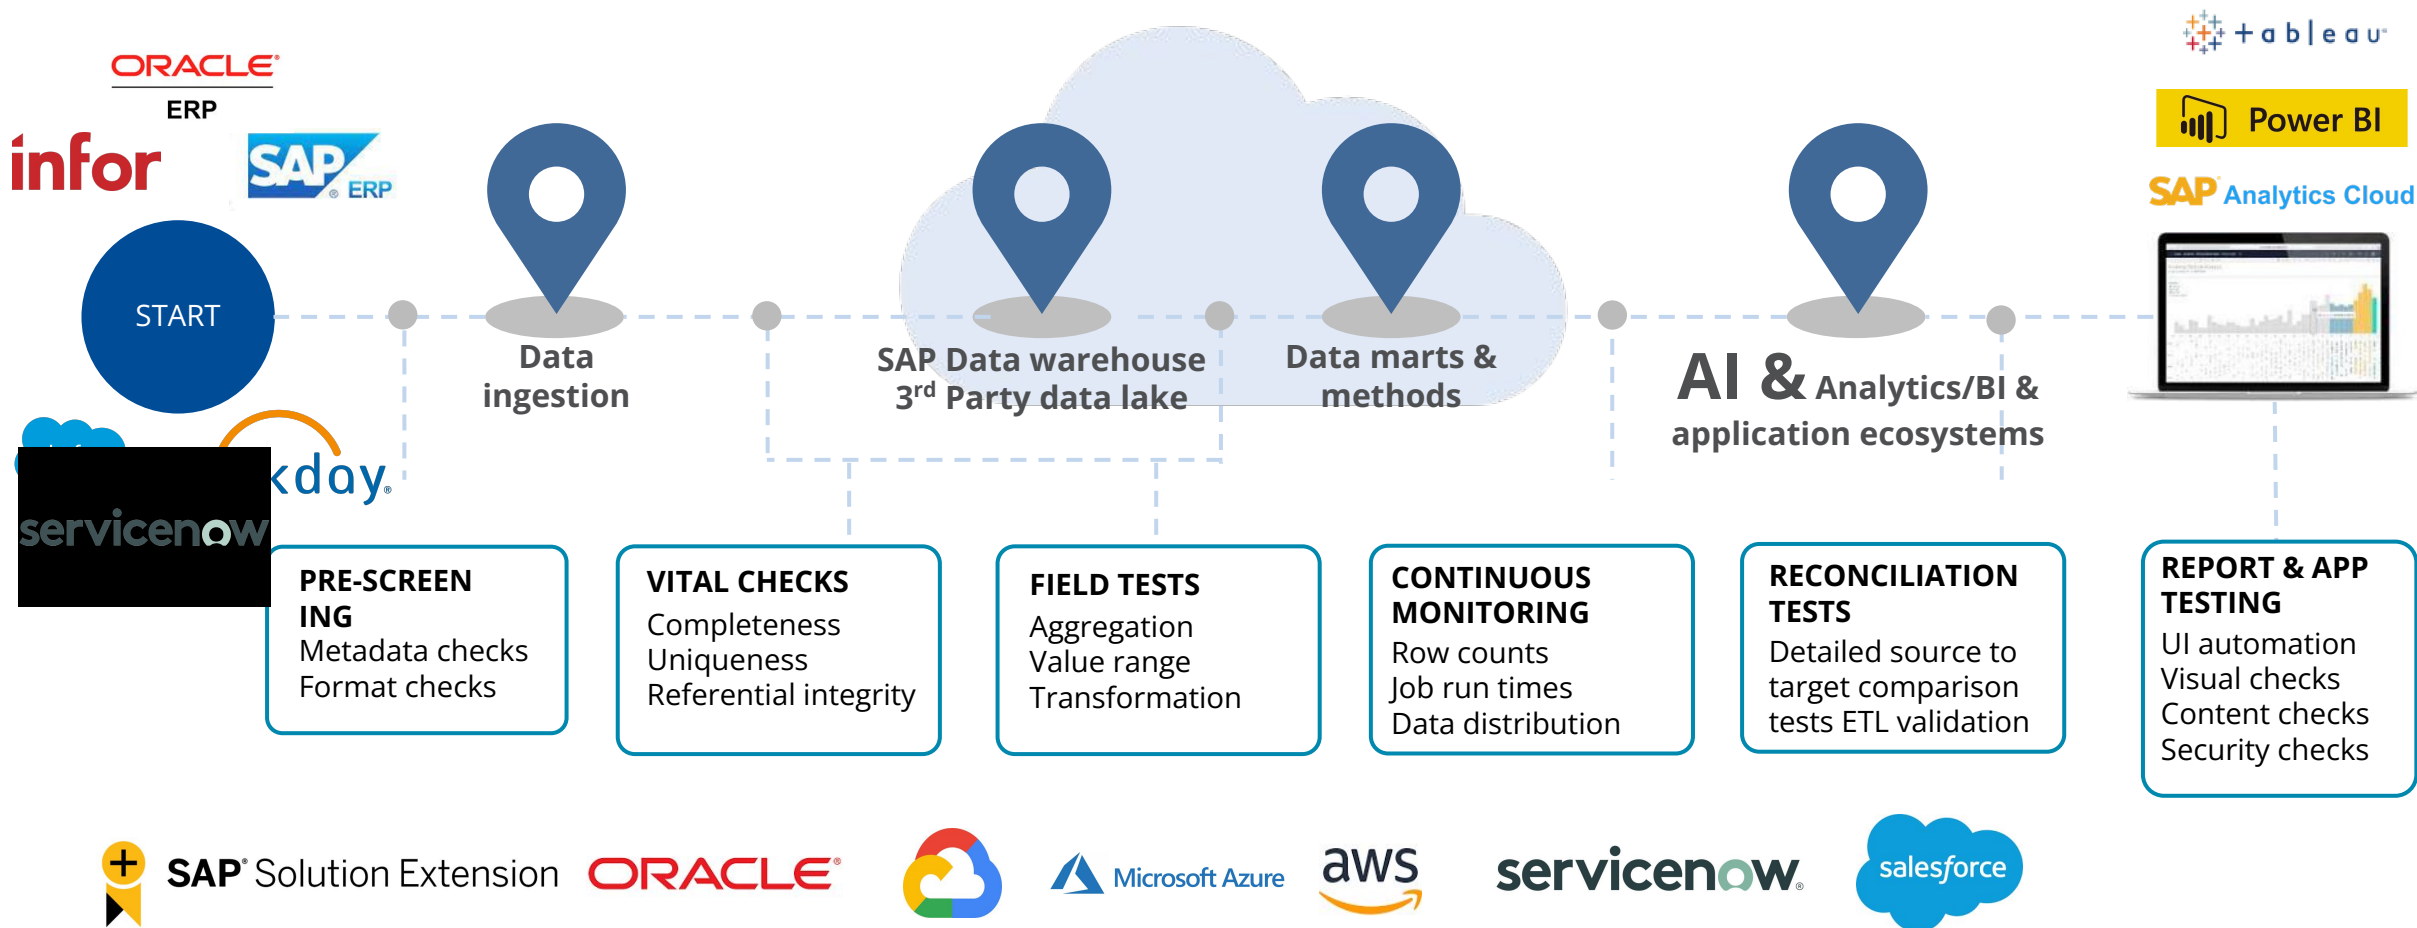 ORACLE
ERP
infor
SAP ERP
START
kday
servicenow
Data
ingestion
SAP Data warehouse
3rd Party data lake
Data marts &
methods
AI & Analytics/BI &
application ecosystems
+ableau
Power BI
SAP Analytics Cloud
PRE-SCREEN
ING
Metadata checks
Format checks
VITAL CHECKS
Completeness
Uniqueness
Referential integrity
FIELD TESTS
Aggregation
Value range
Transformation
CONTINUOUS
MONITORING
Row counts
Job run times
Data distribution
RECONCILIATION
TESTS
Detailed source to
target comparison
tests ETL validation
REPORT & APP
TESTING
UI automation
Visual checks
Content checks
Security checks
SAP Solution Extension
ORACLE
Microsoft Azure
aws
servicenow
salesforce